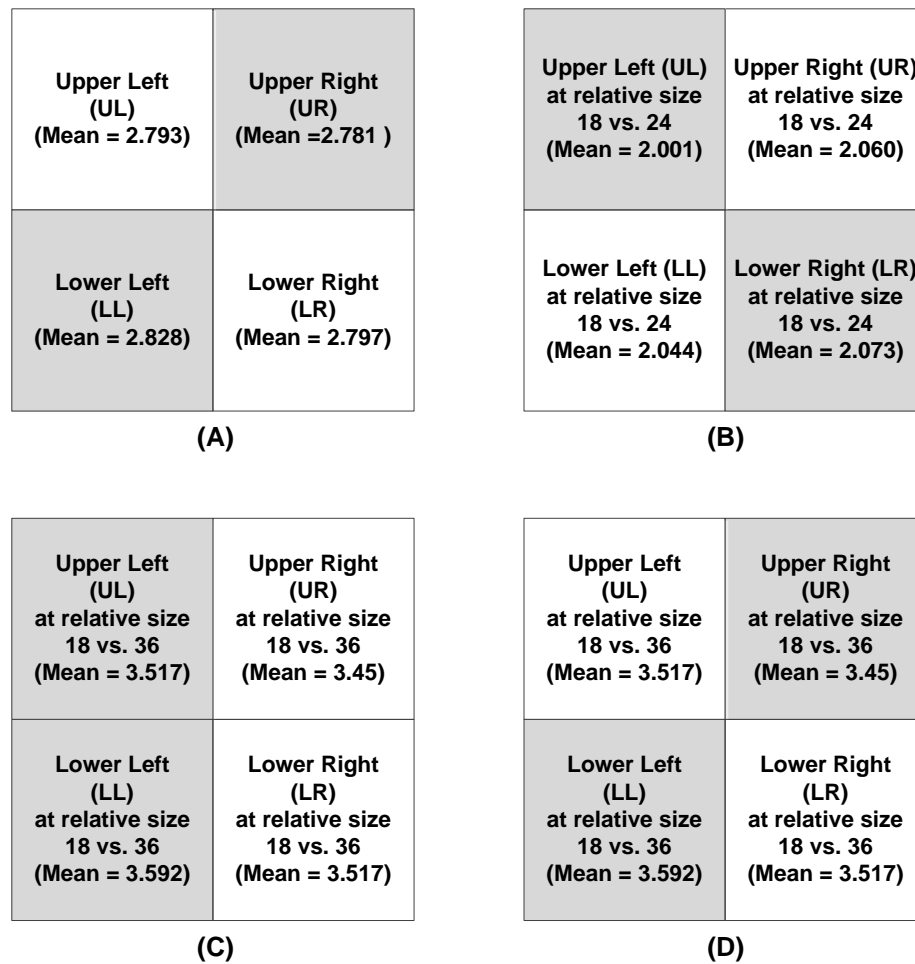 Upper Left
(UL)
(Mean = 2.793)
Upper Right
(UR)
(Mean =2.781 )
Lower Left
(LL)
(Mean = 2.828)
Lower Right
(LR)
(Mean = 2.797)
(A)
Upper Left (UL)
at relative size
18 vs. 24
(Mean = 2.001)
Upper Right (UR)
at relative size
18 vs. 24
(Mean = 2.060)
Lower Left (LL)
at relative size
18 vs. 24
(Mean = 2.044)
Lower Right (LR)
at relative size
18 vs. 24
(Mean = 2.073)
(B)
Upper Left
(UL)
at relative size
18 vs. 36
(Mean = 3.517)
Upper Right
(UR)
at relative size
18 vs. 36
(Mean = 3.45)
Lower Left
(LL)
at relative size
18 vs. 36
(Mean = 3.592)
Lower Right
(LR)
at relative size
18 vs. 36
(Mean = 3.517)
(C)
Upper Left
(UL)
at relative size
18 vs. 36
(Mean = 3.517)
Upper Right
(UR)
at relative size
18 vs. 36
(Mean = 3.45)
Lower Left
(LL)
at relative size
18 vs. 36
(Mean = 3.592)
Lower Right
(LR)
at relative size
18 vs. 36
(Mean = 3.517)
(D)